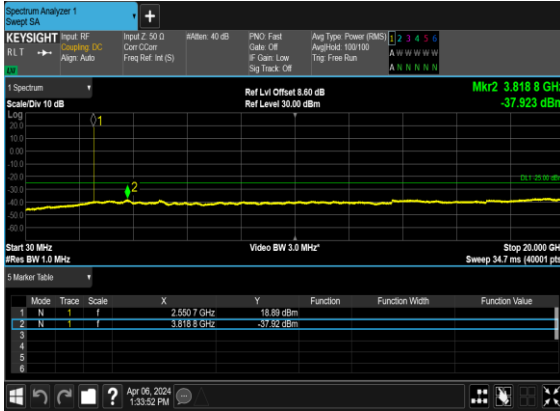 Spectrum Analyzer 1
Swept SA
+
KEYSIGHT
RLT
Input: RF
Coupling: DC
Align: Auto
Input Z: 50 Ω
Corr CCorr
Freq Ref: Int (S)
#Atten: 40 dB
PNO: Fast
Gate: Off
IF Gain: Low
Sig Track: Off
Avg Type: Power (RMS)
Avg|Hold: 100/100
Trig: Free Run
1 2 3 4 5 6
A W W W W W
A N N N N N
1 Spectrum
Scale/Div 10 dB
Ref Lvl Offset 8.60 dB
Ref Level 30.00 dBm
Mkr2 3.818 8 GHz
-37.923 dBm
Log
20.0
10.0
0.00
-10.0
-20.0
-30.0
-40.0
-50.0
-60.0
1
2
DL1 -25.00 dBm
Start 30 MHz
#Res BW 1.0 MHz
Video BW 3.0 MHz*
Stop 20.000 GH
Sweep 34.7 ms (40001 pts
5 Marker Table
Mode Trace Scale X Y Function Function Width Function Value
1 N 1 f 2.550 7 GHz 18.89 dBm
2 N 1 f 3.818 8 GHz -37.92 dBm
3
4
5
6
?
Apr 06, 2024
1:33:52 PM